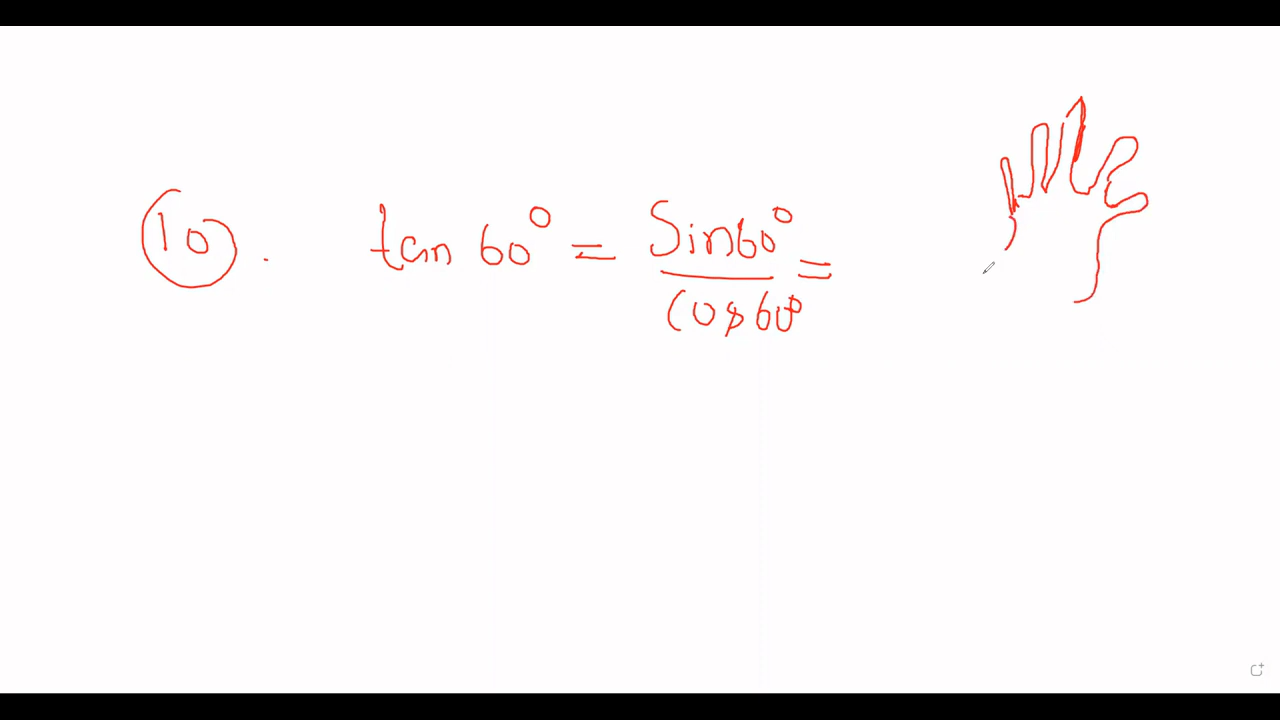 10. tan 60° = Sin60° / Cos60° =